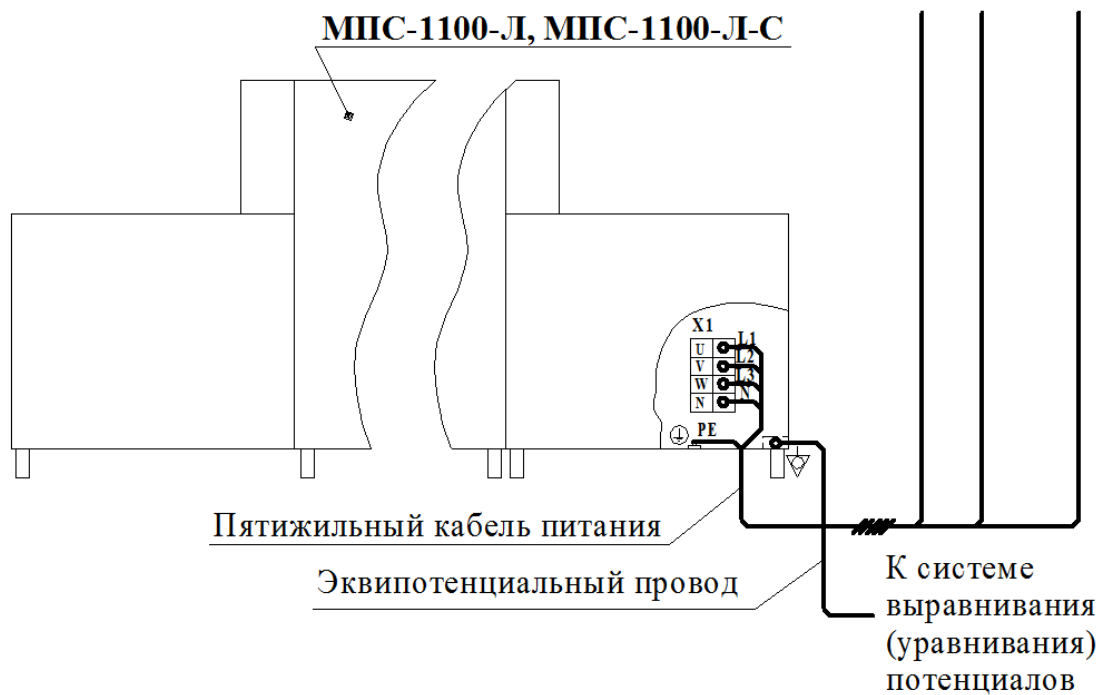 МПС-1100-Л, МПС-1100-Л-С
X1
U L1
V L2
W L3
N N
PE
Пятижильный кабель питания
Эквипотенциальный провод
К системе
выравнивания
(уравнивания)
потенциалов